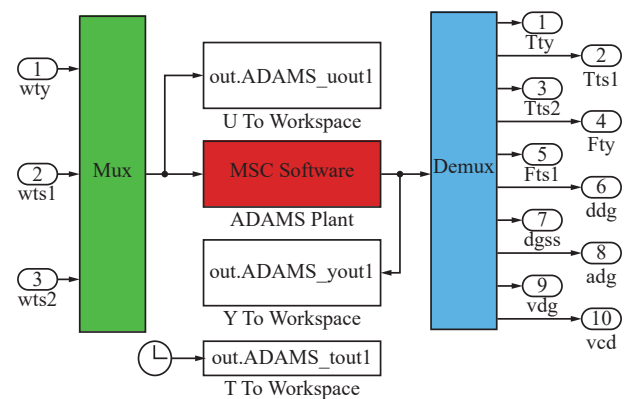 1
wty
2
wts1
3
wts2
Mux
out.ADAMS_uout1
U To Workspace
MSC Software
ADAMS Plant
out.ADAMS_yout1
Y To Workspace
out.ADAMS_tout1
T To Workspace
Demux
1
Tty
2
Tts1
3
Tts2
4
Fty
5
Fts1
6
ddg
7
dgss
8
adg
9
vdg
10
vcd